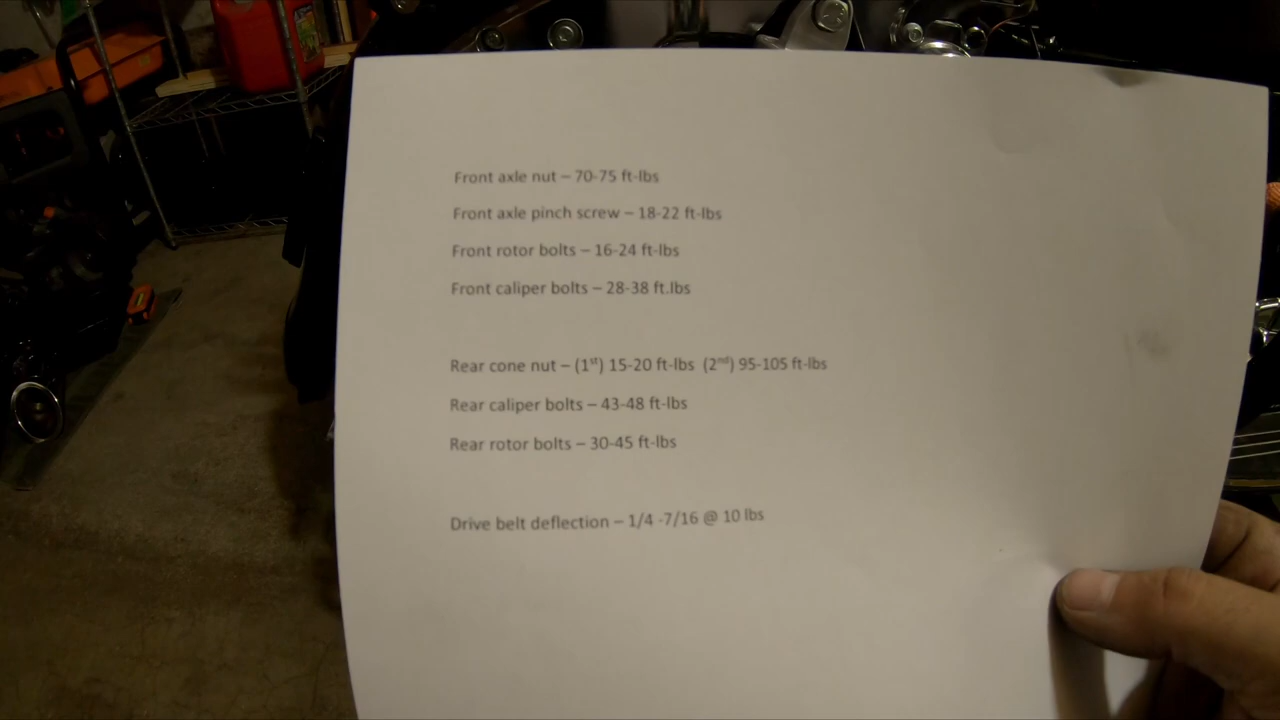 Front axle nut – 70-75 ft-lbs
Front axle pinch screw – 18-22 ft-lbs
Front rotor bolts – 16-24 ft-lbs
Front caliper bolts – 28-38 ft.lbs
Rear cone nut – (1st) 15-20 ft-lbs (2nd) 95-105 ft-lbs
Rear caliper bolts – 43-48 ft-lbs
Rear rotor bolts – 30-45 ft-lbs
Drive belt deflection – 1/4 -7/16 @ 10 lbs